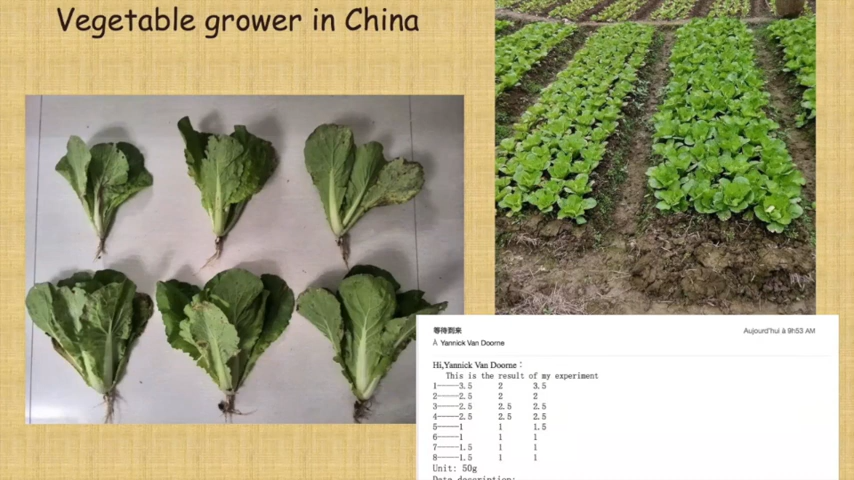 Vegetable grower in China
等待到来
Aujourd'hui à 9h53 AM
À Yannick Van Doorne
Hi,Yannick Van Doorne：
This is the result of my experiment
1-----3.5 2 3.5
2-----2.5 2 2
3-----2.5 2.5 2.5
4-----2.5 2.5 2.5
5-----1 1 1.5
6-----1 1 1
7-----1.5 1 1
8-----1.5 1 1
Unit: 50g
Data description: